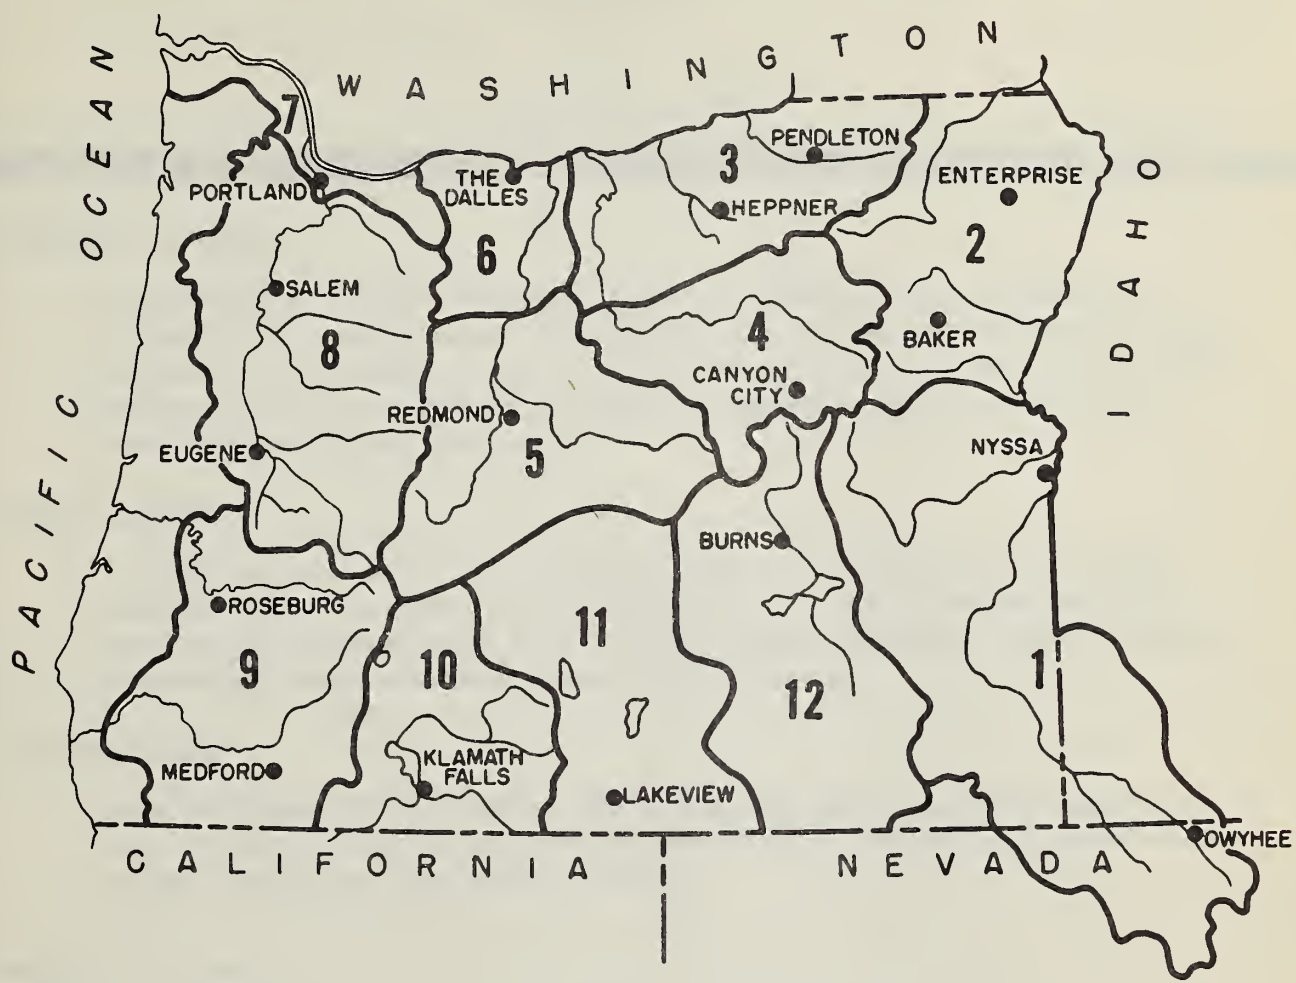 WASHINGTON
PACIFIC OCEAN
IDAHO
7
PORTLAND
THE
DALLES
6
3
PENDLETON
HEPPNER
ENTERPRISE
2
BAKER
SALEM
8
4
CANYON
CITY
REDMOND
5
EUGENE
NYSSA
BURNS
ROSEBURG
9
10
11
12
1
MEDFORD
KLAMATH
FALLS
LAKEVIEW
OWYHEE
CALIFORNIA
NEVADA